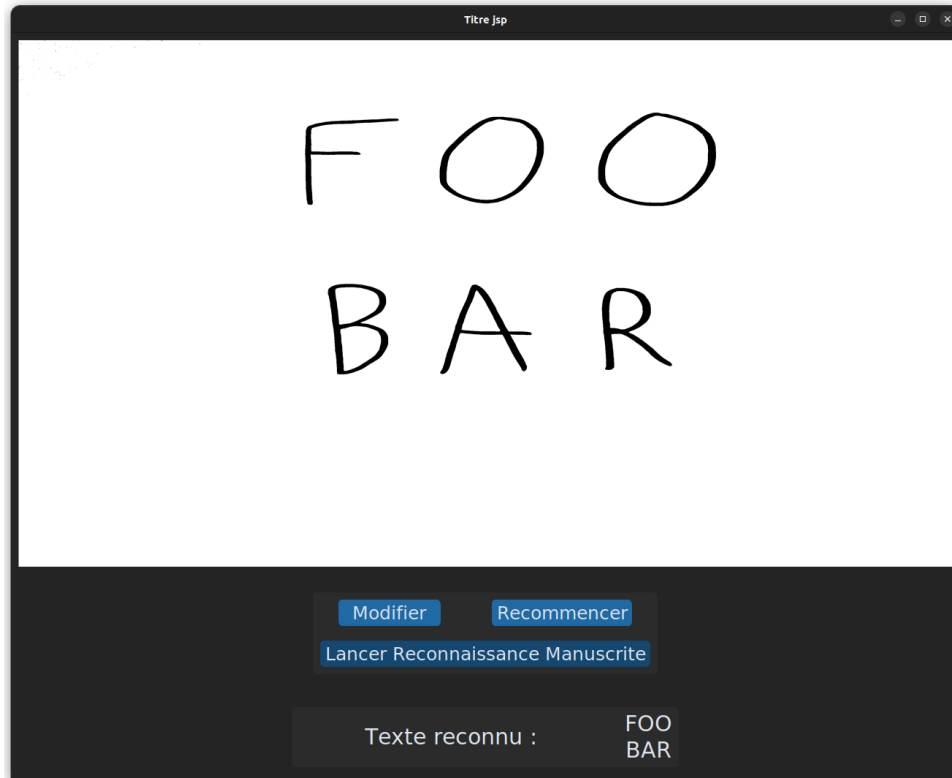 Titre jsp
FOO
BAR
Modifier
Recommencer
Lancer Reconnaissance Manuscrite
Texte reconnu :
FOO
BAR